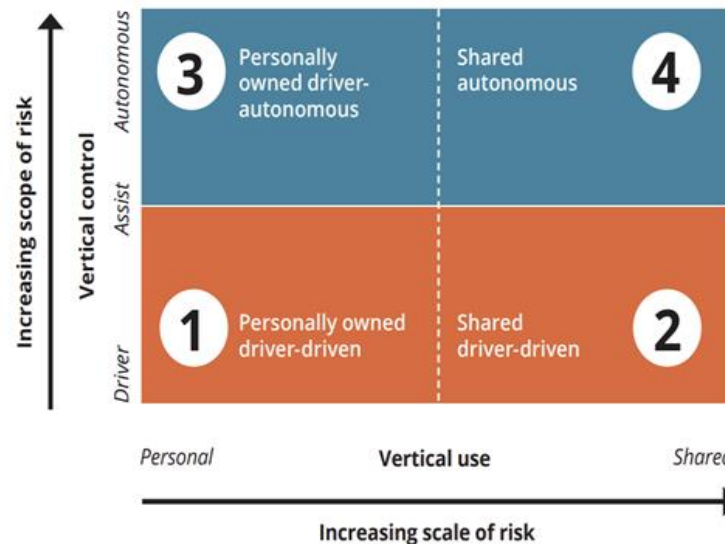 Increasing scope of risk
Vertical control
Autonomous
Assist
Driver
3
Personally
owned driver-
autonomous
Shared
autonomous
4
1
Personally owned
driver-driven
Shared
driver-driven
2
Personal
Vertical use
Shared
Increasing scale of risk